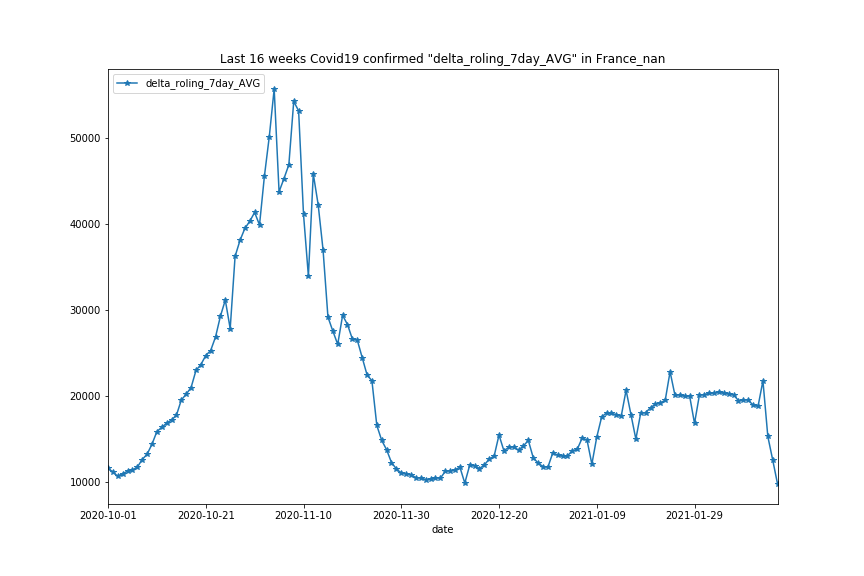 Last 16 weeks Covid19 confirmed "delta_roling_7day_AVG" in France_nan
delta_roling_7day_AVG
50000
40000
30000
20000
10000
2020-10-01 2020-10-21 2020-11-10 2020-11-30 2020-12-20 2021-01-09 2021-01-29
date